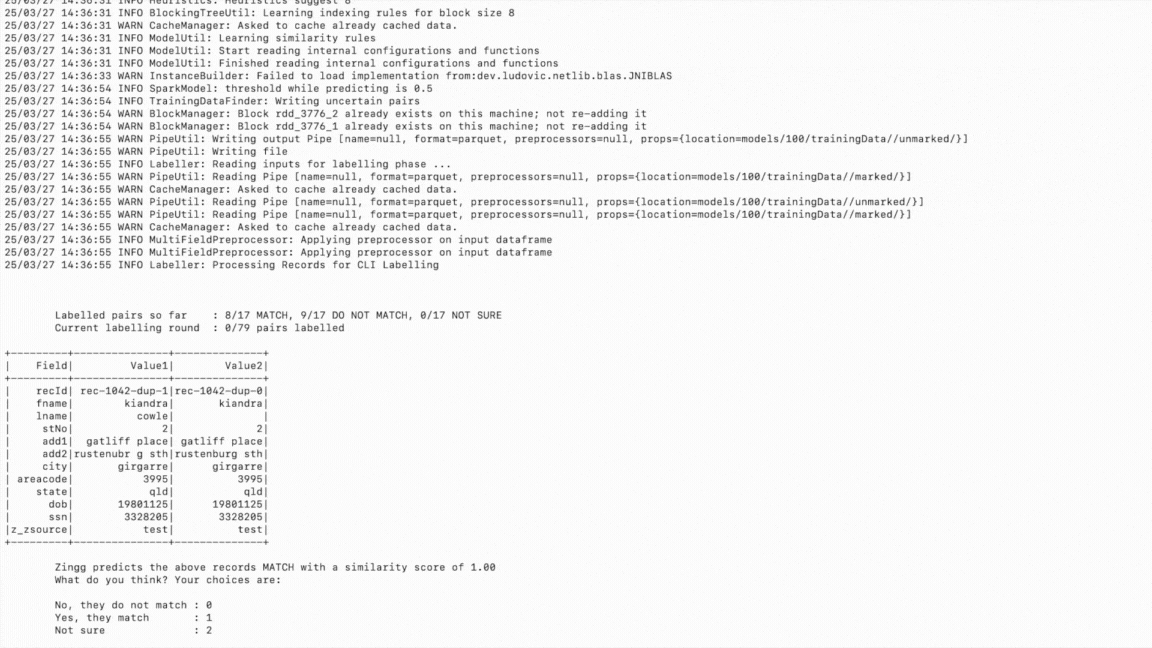 25/03/27 14:36:31 INFO Heuristics: Heuristics suggest 8
25/03/27 14:36:31 INFO BlockingTreeUtil: Learning indexing rules for block size 8
25/03/27 14:36:31 WARN CacheManager: Asked to cache already cached data.
25/03/27 14:36:31 INFO ModelUtil: Learning similarity rules
25/03/27 14:36:31 INFO ModelUtil: Start reading internal configurations and functions
25/03/27 14:36:31 INFO ModelUtil: Finished reading internal configurations and functions
25/03/27 14:36:33 WARN InstanceBuilder: Failed to load implementation from:dev.ludovic.netlib.blas.JNIBLAS
25/03/27 14:36:54 INFO SparkModel: threshold while predicting is 0.5
25/03/27 14:36:54 INFO TrainingDataFinder: Writing uncertain pairs
25/03/27 14:36:54 WARN BlockManager: Block rdd_3776_2 already exists on this machine; not re-adding it
25/03/27 14:36:54 WARN BlockManager: Block rdd_3776_1 already exists on this machine; not re-adding it
25/03/27 14:36:54 WARN PipeUtil: Writing output Pipe [name=null, format=parquet, preprocessors=null, props={location=models/100/trainingData//unmarked/}]
25/03/27 14:36:55 WARN PipeUtil: Writing file
25/03/27 14:36:55 INFO Labeller: Reading inputs for labelling phase ...
25/03/27 14:36:55 WARN PipeUtil: Reading Pipe [name=null, format=parquet, preprocessors=null, props={location=models/100/trainingData//marked/}]
25/03/27 14:36:55 WARN CacheManager: Asked to cache already cached data.
25/03/27 14:36:55 WARN PipeUtil: Reading Pipe [name=null, format=parquet, preprocessors=null, props={location=models/100/trainingData//unmarked/}]
25/03/27 14:36:55 WARN PipeUtil: Reading Pipe [name=null, format=parquet, preprocessors=null, props={location=models/100/trainingData//marked/}]
25/03/27 14:36:55 WARN CacheManager: Asked to cache already cached data.
25/03/27 14:36:55 INFO MultiFieldPreprocessor: Applying preprocessor on input dataframe
25/03/27 14:36:55 INFO MultiFieldPreprocessor: Applying preprocessor on input dataframe
25/03/27 14:36:55 INFO Labeller: Processing Records for CLI Labelling
Labelled pairs so far    : 8/17 MATCH, 9/17 DO NOT MATCH, 0/17 NOT SURE
Current labelling round  : 0/79 pairs labelled
+---------+---------------+--------------+
|    Field|         Value1|        Value2|
+---------+---------------+--------------+
|    recId| rec-1042-dup-1|rec-1042-dup-0|
|    fname|        kiandra|       kiandra|
|    lname|          cowle|              |
|     stNo|              2|             2|
|     add1|  gatliff place| gatliff place|
|     add2|rustenubr g sth|rustenburg sth|
|     city|       girgarre|      girgarre|
| areacode|           3995|          3995|
|    state|            qld|           qld|
|      dob|       19801125|      19801125|
|      ssn|        3328205|       3328205|
|z_zsource|           test|          test|
+---------+---------------+--------------+
Zingg predicts the above records MATCH with a similarity score of 1.00
What do you think? Your choices are:
No, they do not match : 0
Yes, they match       : 1
Not sure              : 2